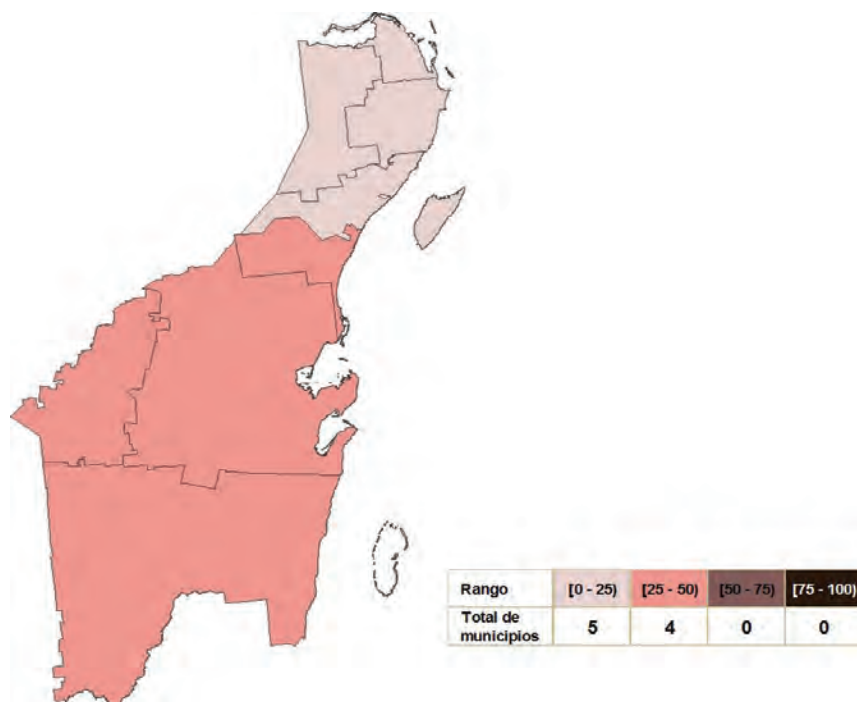 Rango [0 - 25) [25 - 50) [50 - 75) [75 - 100)
Total de
municipios 5 4 0 0